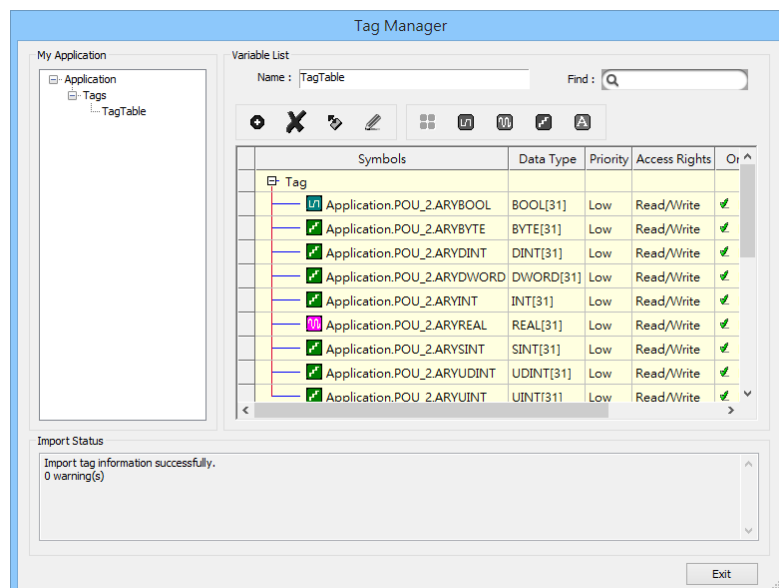 Tag Manager
My Application
Application
Tags
TagTable
Variable List
Name : TagTable Find :
A
Symbols Data Type Priority Access Rights
Tag
Application.POU_2.ARYBOOL BOOL[31] Low Read/Write
Application.POU_2.ARYBYTE BYTE[31] Low Read/Write
Application.POU_2.ARYDINT DINT[31] Low Read/Write
Application.POU_2.ARYDWORD DWORD[31] Low Read/Write
Application.POU_2.ARYINT INT[31] Low Read/Write
Application.POU_2.ARYREAL REAL[31] Low Read/Write
Application.POU_2.ARYSINT SINT[31] Low Read/Write
Application.POU_2.ARYUDINT UDINT[31] Low Read/Write
Application.POU_2.ARYUINT UINT[31] Low Read/Write
Import Status
Import tag information successfully.
0 warning(s)
Exit